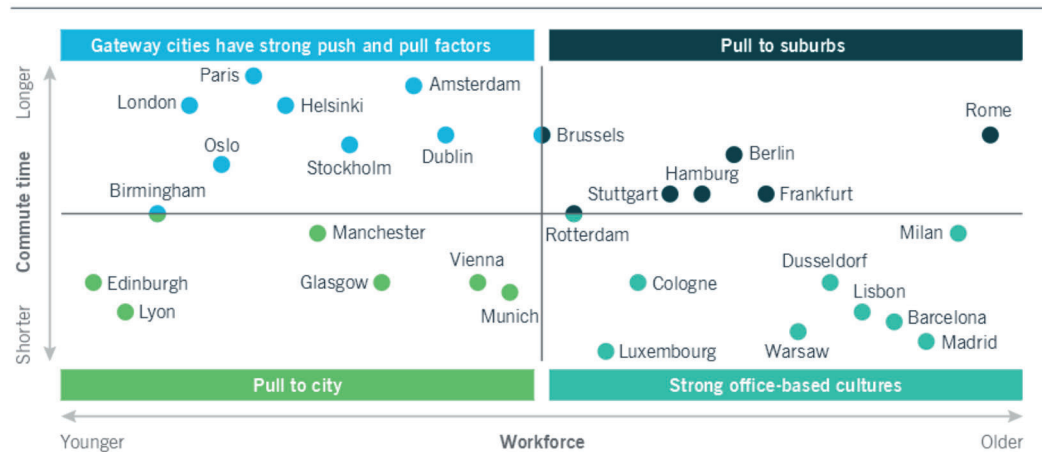 Gateway cities have strong push and pull factors
Pull to suburbs
Longer
Commute time
Shorter
Paris
Amsterdam
London
Helsinki
Rome
Oslo
Stockholm
Dublin
Brussels
Berlin
Hamburg
Birmingham
Stuttgart
Frankfurt
Manchester
Rotterdam
Milan
Edinburgh
Glasgow
Vienna
Cologne
Dusseldorf
Lyon
Munich
Lisbon
Barcelona
Luxembourg
Warsaw
Madrid
Pull to city
Strong office-based cultures
Younger
Workforce
Older